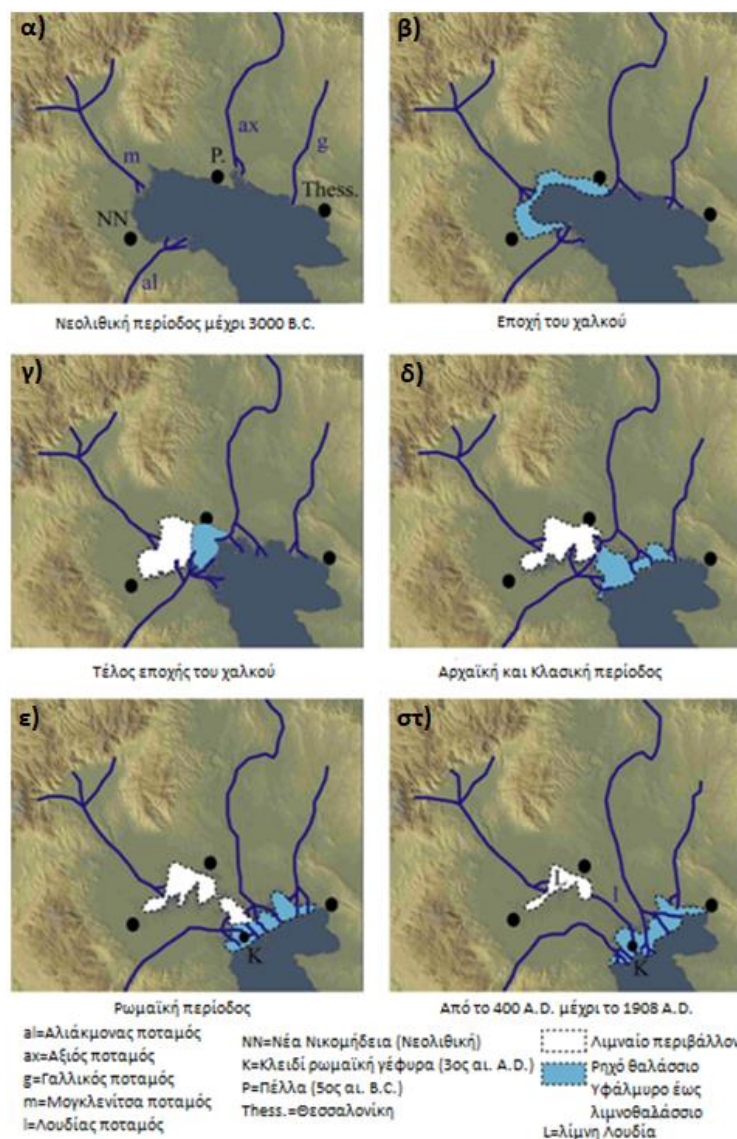 α)
β)
m
ax
P.
g
Thess.
NN
al
Νεολιθική περίοδος μέχρι 3000 B.C.
Εποχή του χαλκού
γ)
δ)
Τέλος εποχής του χαλκού
Αρχαϊκή και Κλασική περίοδος
ε)
στ)
K
L
l
K
Ρωμαϊκή περίοδος
Από το 400 A.D. μέχρι το 1908 A.D.
al=Αλιάκμονας ποταμός
ax=Αξιός ποταμός
g=Γαλλικός ποταμός
m=Μογκλενίτσα ποταμός
l=Λουδίας ποταμός
NN=Νέα Νικομήδεια (Νεολιθική)
K=Κλειδί ρωμαϊκή γέφυρα (3ος αι. A.D.)
P=Πέλλα (5ος αι. B.C.)
Thess.=Θεσσαλονίκη
Λιμναίο περιβάλλον
Ρηχό θαλάσσιο
Υφάλμυρο έως
λιμνοθαλάσσιο
L=λίμνη Λουδία